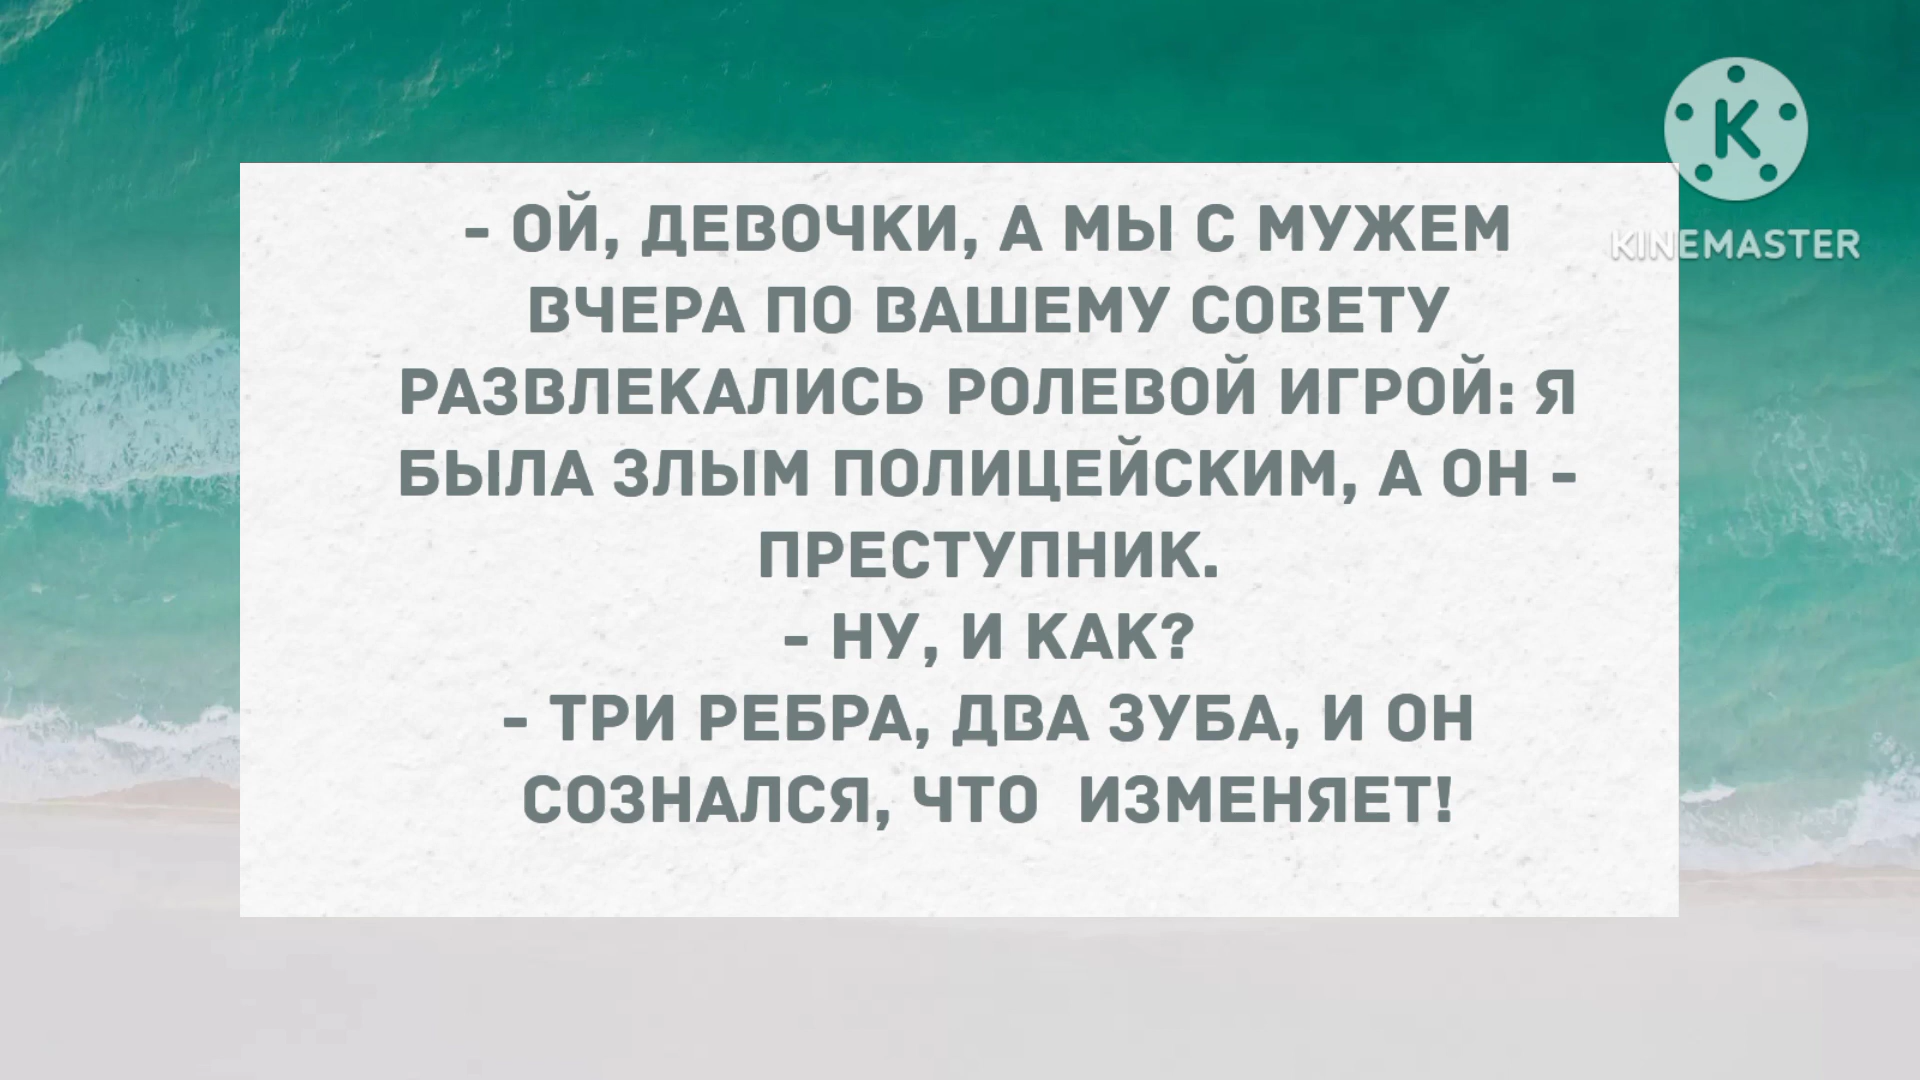 - ОЙ, ДЕВОЧКИ, А МЫ С МУЖЕМ
ВЧЕРА ПО ВАШЕМУ СОВЕТУ
РАЗВЛЕКАЛИСЬ РОЛЕВОЙ ИГРОЙ: Я
БЫЛА ЗЛЫМ ПОЛИЦЕЙСКИМ, А ОН -
ПРЕСТУПНИК.
- НУ, И КАК?
- ТРИ РЕБРА, ДВА ЗУБА, И ОН
СОЗНАЛСЯ, ЧТО  ИЗМЕНЯЕТ!
K
KINEMASTER